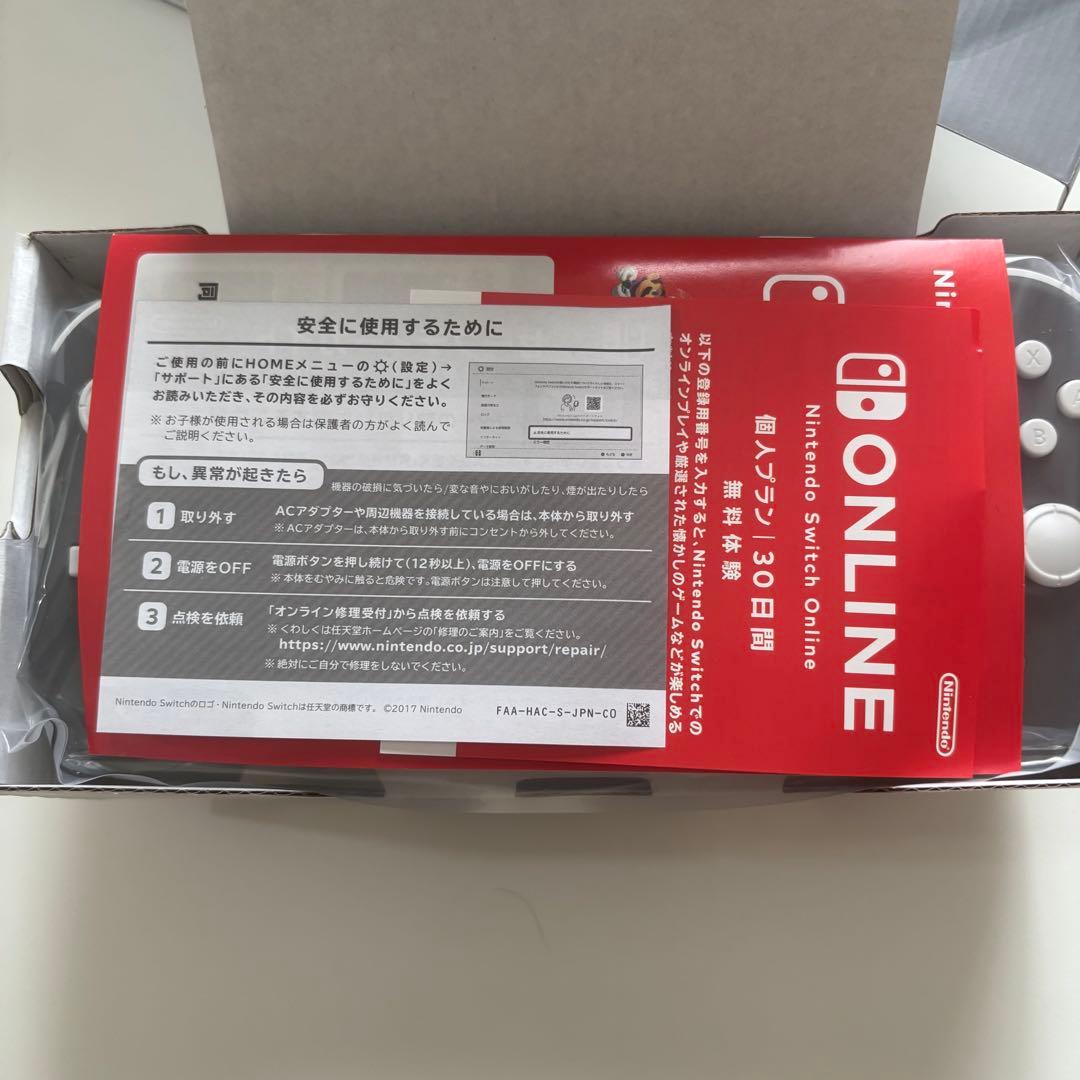 安全に使用するために
ご使用の前にHOMEメニューの(設定)→
「サポート」にある「安全に使用するために」をよく
お読みいただき、その内容を必ずお守りください。
※ お子様が使用される場合は保護者の方がよく読んで
ご説明ください。
もし、異常が起きたら
機器の破損に気づいたら/変な音やにおいがしたり、煙が出たりしたら
1 取り外す
ACアダプターや周辺機器を接続している場合は、本体から取り外す
※ ACアダプターは、本体から取り外す前にコンセントから外してください。
2 電源をOFF
電源ボタンを押し続けて(12秒以上)、電源をOFFにする
※ 本体をむやみに触ると危険です。電源ボタンは注意して押してください。
3 点検を依頼
「オンライン修理受付」から点検を依頼する
※ くわしくは任天堂ホームページの「修理のご案内」をご覧ください。
https://www.nintendo.co.jp/support/repair/
※ 絶対にご自分で修理をしないでください。
Nintendo Switchのロゴ・Nintendo Switchは任天堂の商標です。 ©2017 Nintendo
FAA-HAC-S-JPN-C0
ONLINE
Nintendo Switch Online
個人プラン | 30日間
無料体験
以下の登録用番号を入力すると、Nintendo Switchでの
オンラインプレイや厳選された懐かしのゲームなどが楽しめる
Nintendo
Ni
X
A
B